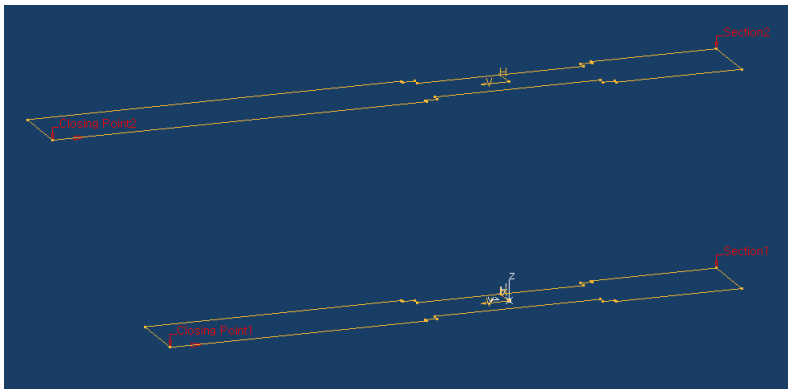 Section2
H
V
Closing Point2
Section1
Z
H
V
Closing Point1